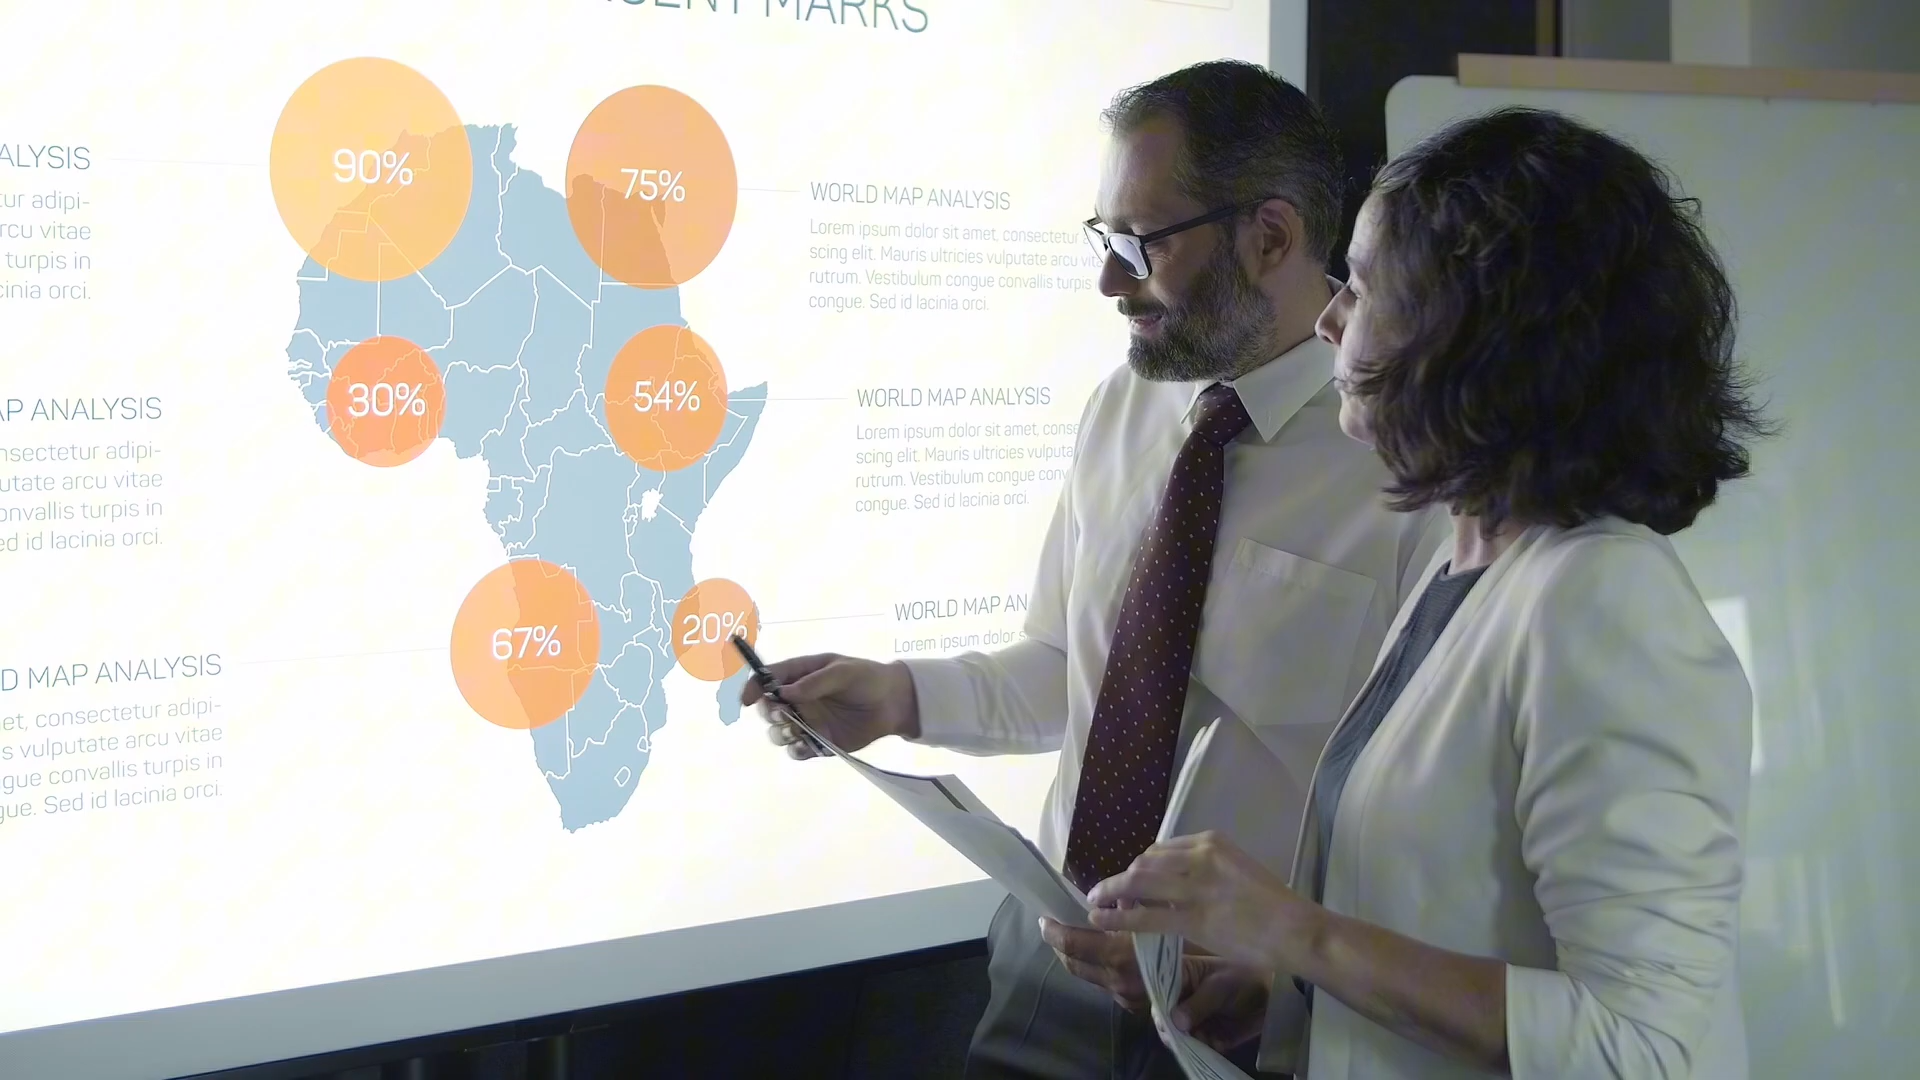 MARKS
90%
75%
30%
54%
67%
20%
ALYSIS
tur adipi-
rcu vitae
turpis in
cinia orci.
AP ANALYSIS
nsectetur adipi-
utate arcu vitae
onvallis turpis in
ed id lacinia orci.
D MAP ANALYSIS
et, consectetur adipi-
s vulputate arcu vitae
gue convallis turpis in
gue. Sed id lacinia orci.
WORLD MAP ANALYSIS
Lorem ipsum dolor sit amet, consectetur
scing elit. Mauris ultricies vulputate arcu vita
rutrum. Vestibulum congue convallis turpis
congue. Sed id lacinia orci.
WORLD MAP ANALYSIS
Lorem ipsum dolor sit amet, conse
scing elit. Mauris ultricies vulputa
rutrum. Vestibulum congue conv
congue. Sed id lacinia orci.
WORLD MAP AN
Lorem ipsum dolor s